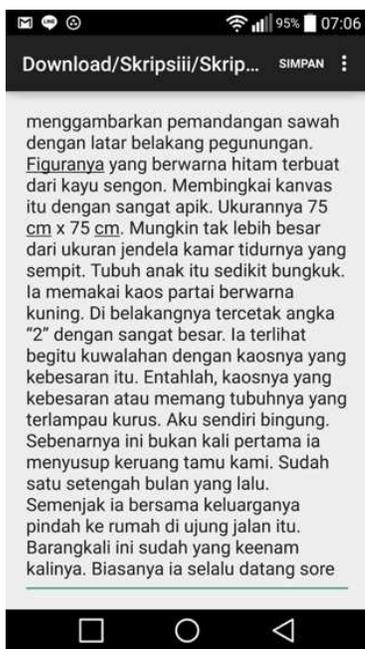 95% 07:06
Download/Skripsiii/Skrip... SIMPAN
menggambarkan pemandangan sawah
dengan latar belakang pegunungan.
Figuranya yang berwarna hitam terbuat
dari kayu sengon. Membingkai kanvas
itu dengan sangat apik. Ukurannya 75
cm x 75 cm. Mungkin tak lebih besar
dari ukuran jendela kamar tidurnya yang
sempit. Tubuh anak itu sedikit bungkuk.
Ia memakai kaos partai berwarna
kuning. Di belakangnya tercetak angka
“2” dengan sangat besar. Ia terlihat
begitu kuwalahan dengan kaosnya yang
kebesaran itu. Entahlah, kaosnya yang
kebesaran atau memang tubuhnya yang
terlampau kurus. Aku sendiri bingung.
Sebenarnya ini bukan kali pertama ia
menyusup keruang tamu kami. Sudah
satu setengah bulan yang lalu.
Semenjak ia bersama keluarganya
pindah ke rumah di ujung jalan itu.
Barangkali ini sudah yang keenam
kalinya. Biasanya ia selalu datang sore